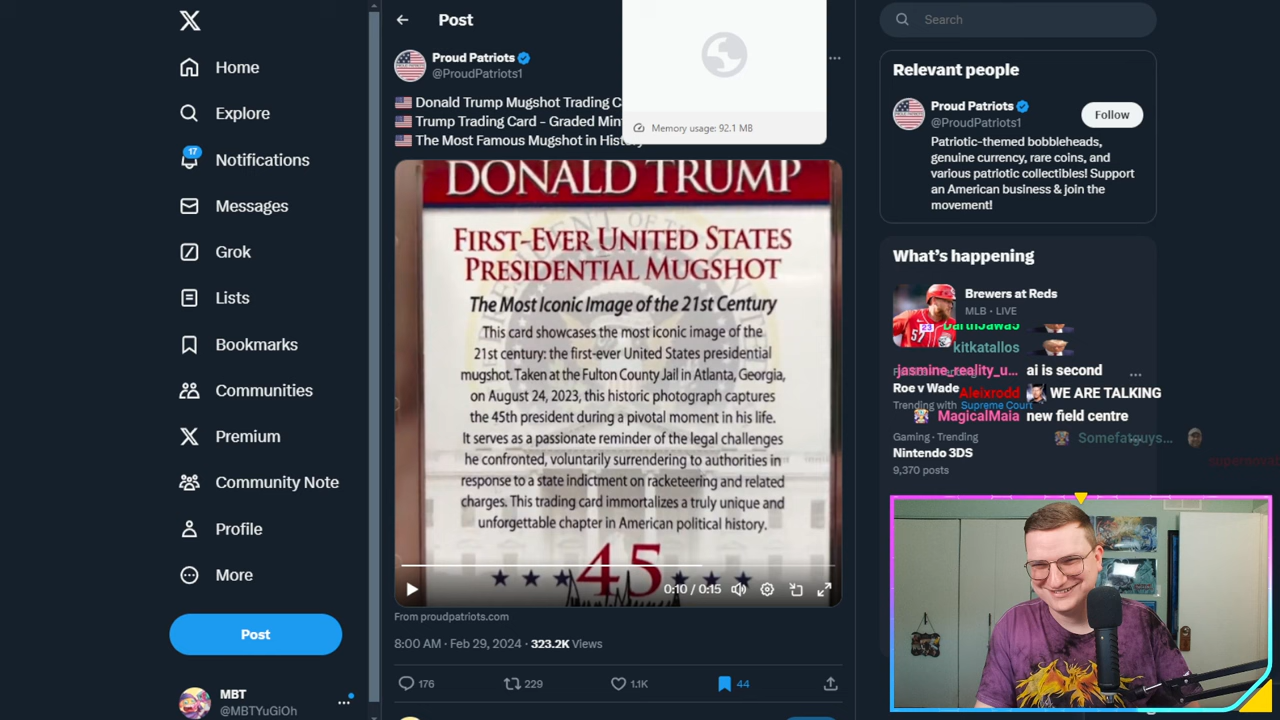 Home
Explore
17
Notifications
Messages
Grok
Lists
Bookmarks
Communities
Premium
Community Note
Profile
More
Post
MBT
@MBTYuGiOh
Post
Proud Patriots
@ProudPatriots1
Donald Trump Mugshot Trading
Trump Trading Card – Graded
The Most Famous Mugshot in
Memory usage: 92.1 MB
DONALD TRUMP
FIRST-EVER UNITED STATES
PRESIDENTIAL MUGSHOT
The Most Iconic Image of the 21st Century
This card showcases the most iconic image of the
21st century: the first-ever United States presidential
mugshot. Taken at the Fulton County Jail in Atlanta, Georgia,
on August 24, 2023, this historic photograph captures
the 45th president during a pivotal moment in his life.
It serves as a passionate reminder of the legal challenges
he confronted, voluntarily surrendering to authorities in
response to a state indictment on racketeering and related
charges. This trading card immortalizes a truly unique and
unforgettable chapter in American political history.
45
0:10 / 0:15
From proudpatriots.com
8:00 AM · Feb 29, 2024 · 323.2K Views
176
229
1.1K
44
Search
Relevant people
Proud Patriots
@ProudPatriots1
Follow
Patriotic-themed bobbleheads,
genuine currency, rare coins, and
various patriotic collectibles! Support
an American business & join the
movement!
What's happening
Brewers at Reds
MLB · LIVE
57
23
kitkatallos
jasmine_reality_u... ai is second
Roe v Wade
Aleixrodd WE ARE TALKING
Trending with Supreme Court
MagicalMaia new field centre
Somefatguys...
Gaming · Trending
Nintendo 3DS
9,370 posts